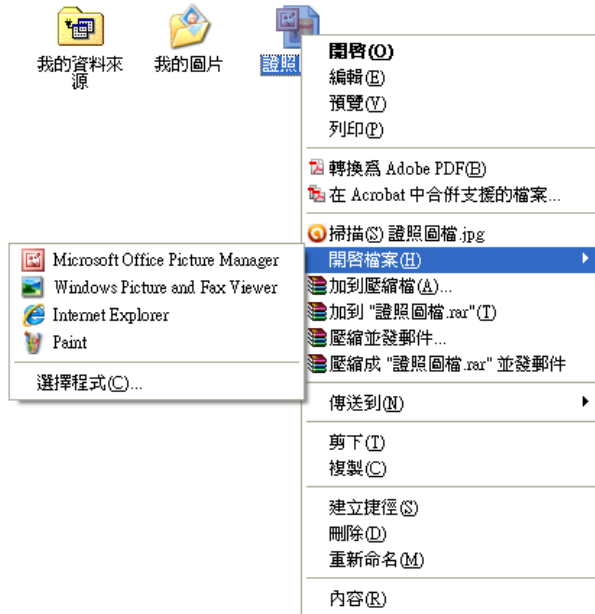 我的資料來
源
我的圖片
證照
開啓(O)
編輯(E)
預覽(V)
列印(P)
轉換爲 Adobe PDF(B)
在 Acrobat 中合併支援的檔案...
掃描(S) 證照圖檔.jpg
開啓檔案(H)
加到壓縮檔(A)...
加到 "證照圖檔.rar"(T)
壓縮並發郵件...
壓縮成 "證照圖檔.rar" 並發郵件
傳送到(N)
剪下(T)
複製(C)
建立捷徑(S)
刪除(D)
重新命名(M)
內容(R)
Microsoft Office Picture Manager
Windows Picture and Fax Viewer
Internet Explorer
Paint
選擇程式(C)...